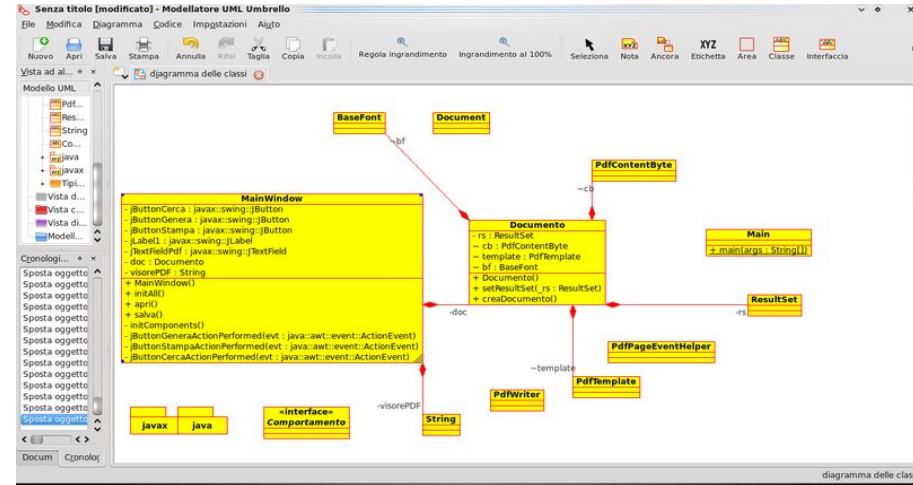 Senza titolo [modificato] - Modellatore UML Umbrello
File Modifica Diagramma Codice Impostazioni Aiuto
Nuovo Apri Salva Stampa Annulla Rifai Taglia Copia Incolla Regola ingrandimento Ingrandimento al 100% Seleziona Nota Ancora XYZ Etichetta Area Classe Interfaccia
Vista ad al...
diagramma delle classi
Modello UML
Pdf...
Res...
String
Co...
java
javax
Tipi...
Vista d...
Vista c...
Vista di...
Modell...
Cronologi...
Sposta oggetto
Sposta oggetto
Sposta oggetto
Sposta oggetto
Sposta oggetto
Sposta oggetto
Sposta oggetto
Sposta oggetto
Sposta oggetto
Sposta oggetto
Sposta oggetto
Sposta oggetto
Sposta oggetto
Docum Cronolog
BaseFont
Document
~bf
PdfContentByte
~cb
MainWindow
- jButtonCerca : javax::swing::JButton
- jButtonGenera : javax::swing::JButton
- jButtonStampa : javax::swing::JButton
- jLabel1 : javax::swing::JLabel
- jTextFieldPdf : javax::swing::JTextField
- doc : Documento
- visorePDF : String
+ MainWindow()
+ initAll()
+ apri()
+ salva()
- initComponents()
- jButtonGeneraActionPerformed(evt : java::awt::event::ActionEvent)
- jButtonStampaActionPerformed(evt : java::awt::event::ActionEvent)
- jButtonCercaActionPerformed(evt : java::awt::event::ActionEvent)
Documento
- rs : ResultSet
~ cb : PdfContentByte
~ template : PdfTemplate
~ bf : BaseFont
+ Documento()
+ setResultSet(_rs : ResultSet)
+ creaDocumento()
Main
+ main(args : String[])
-doc
ResultSet
-rs
PdfPageEventHelper
~template
PdfTemplate
PdfWriter
-visorePDF
String
«interface»
Comportamento
javax
java
diagramma delle clas